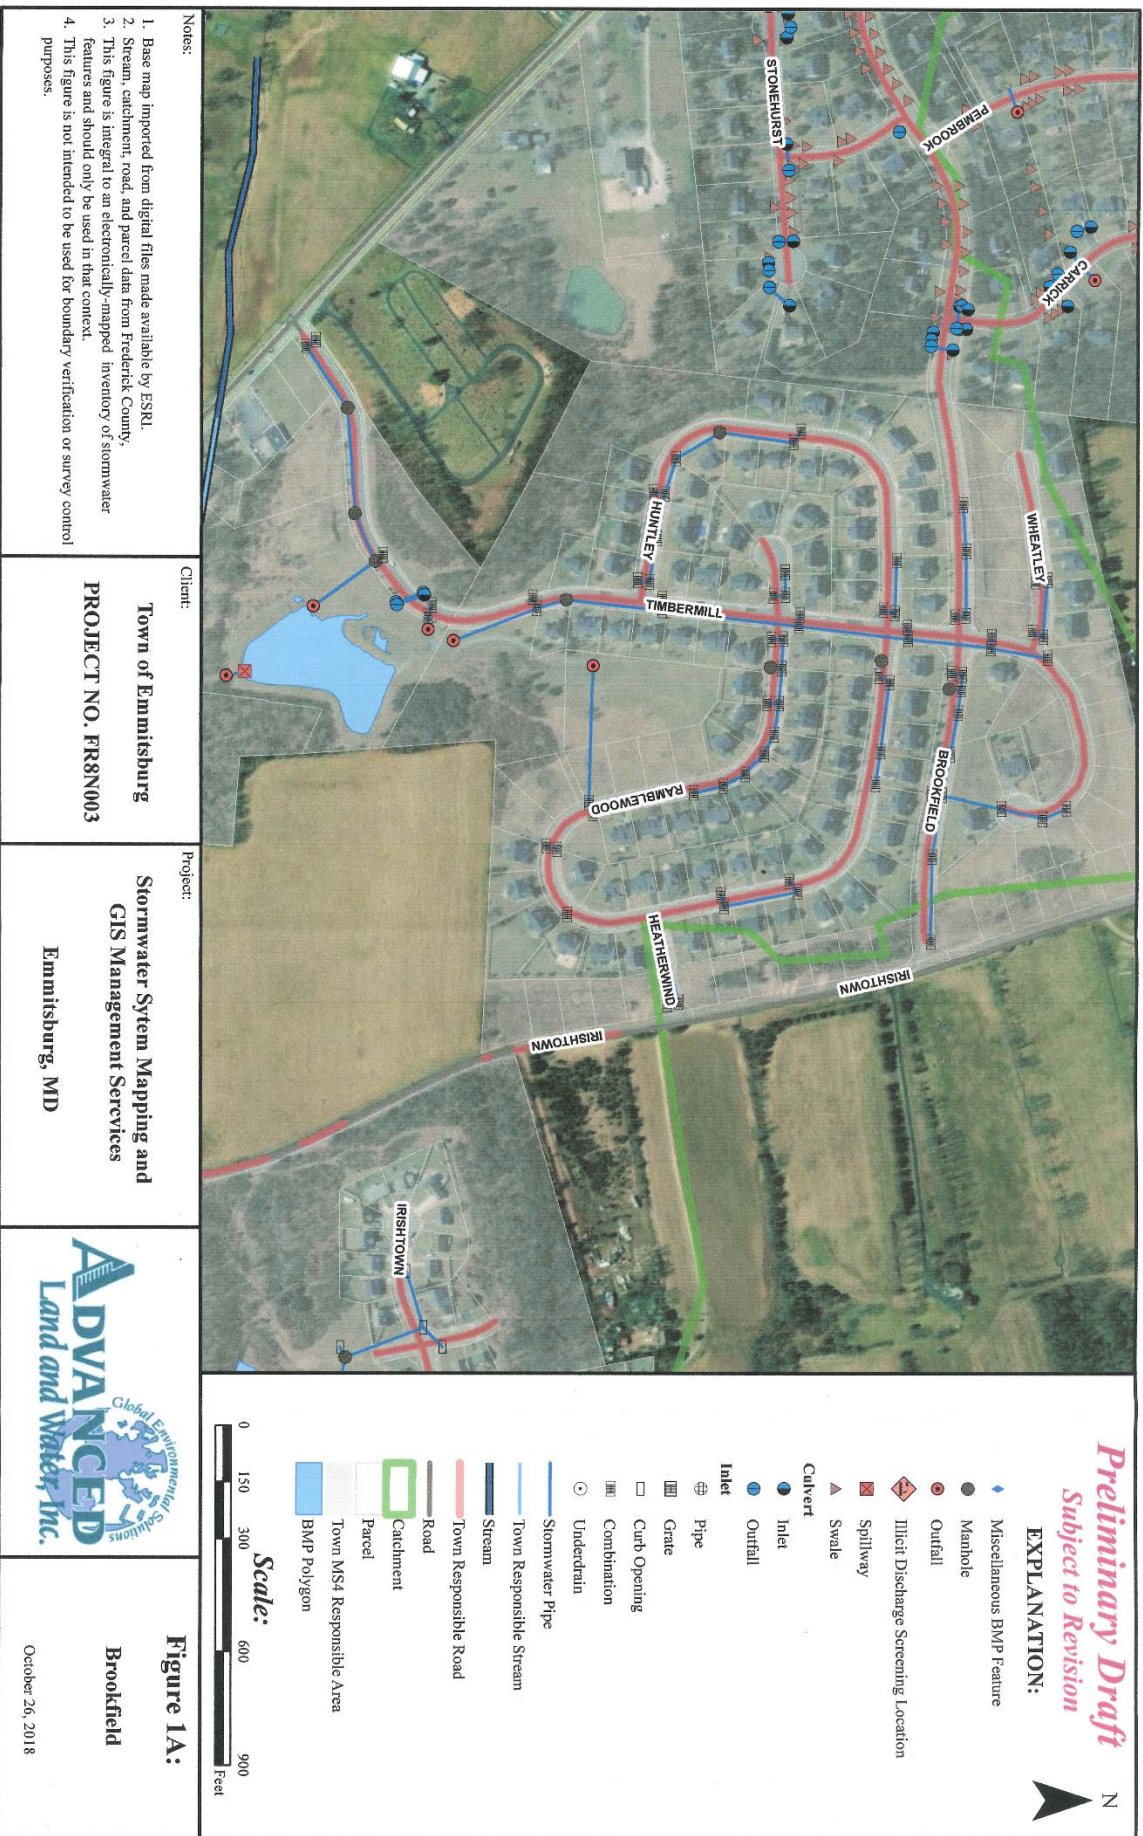 Preliminary Draft
Subject to Revision
N
EXPLANATION:
Miscellaneous BMP Feature
Manhole
Outfall
Illicit Discharge Screening Location
Spillway
Swale
Culvert
Inlet
Outfall
Inlet
Pipe
Grate
Curb Opening
Combination
Underdrain
Stormwater Pipe
Town Responsible Stream
Stream
Town Responsible Road
Road
Catchment
Parcel
Town MS4 Responsible Area
BMP Polygon
Scale:
0 150 300 600 900
Feet
PEMBROOK
CARRICK
STONEHURST
WHEATLEY
HUNTLEY
TIMBERMILL
BROOKFIELD
RAMBLEWOOD
HEATHERWIND
IRISHTOWN
IRISHTOWN
IRISHTOWN
Notes:
1. Base map imported from digital files made available by ESRI.
2. Stream, catchment, road, and parcel data from Frederick County,
3. This figure is integral to an electronically-mapped inventory of stormwater
features and should only be used in that context.
4. This figure is not intended to be used for boundary verification or survey control
purposes.
Client:
Town of Emmitsburg
PROJECT NO. FR8N003
Project:
Stormwater Sytem Mapping and
GIS Management Sercvices
Emmitsburg, MD
Global Environmental Solutions
ADVANCED
Land and Water, Inc.
Figure 1A:
Brookfield
October 26, 2018